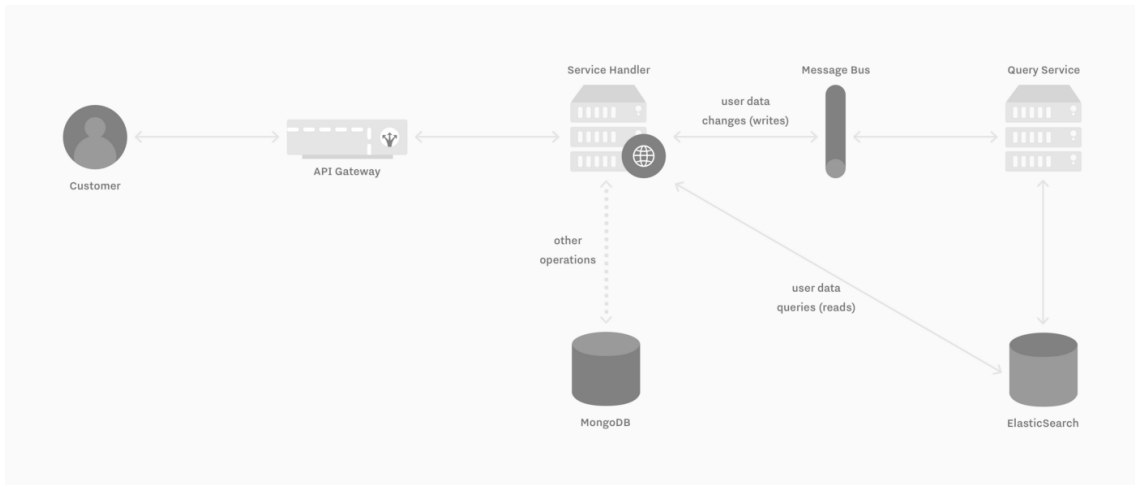 Service Handler
Message Bus
Query Service
user data
changes (writes)
Customer
API Gateway
other
operations
user data
queries (reads)
MongoDB
ElasticSearch